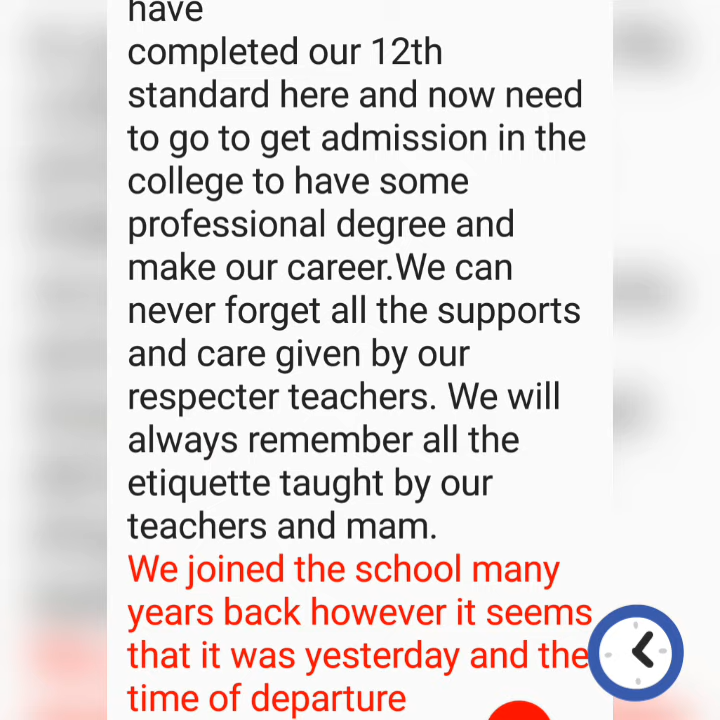 have
completed our 12th
standard here and now need
to go to get admission in the
college to have some
professional degree and
make our career.We can
never forget all the supports
and care given by our
respecter teachers. We will
always remember all the
etiquette taught by our
teachers and mam.
We joined the school many
years back however it seems
that it was yesterday and the
time of departure